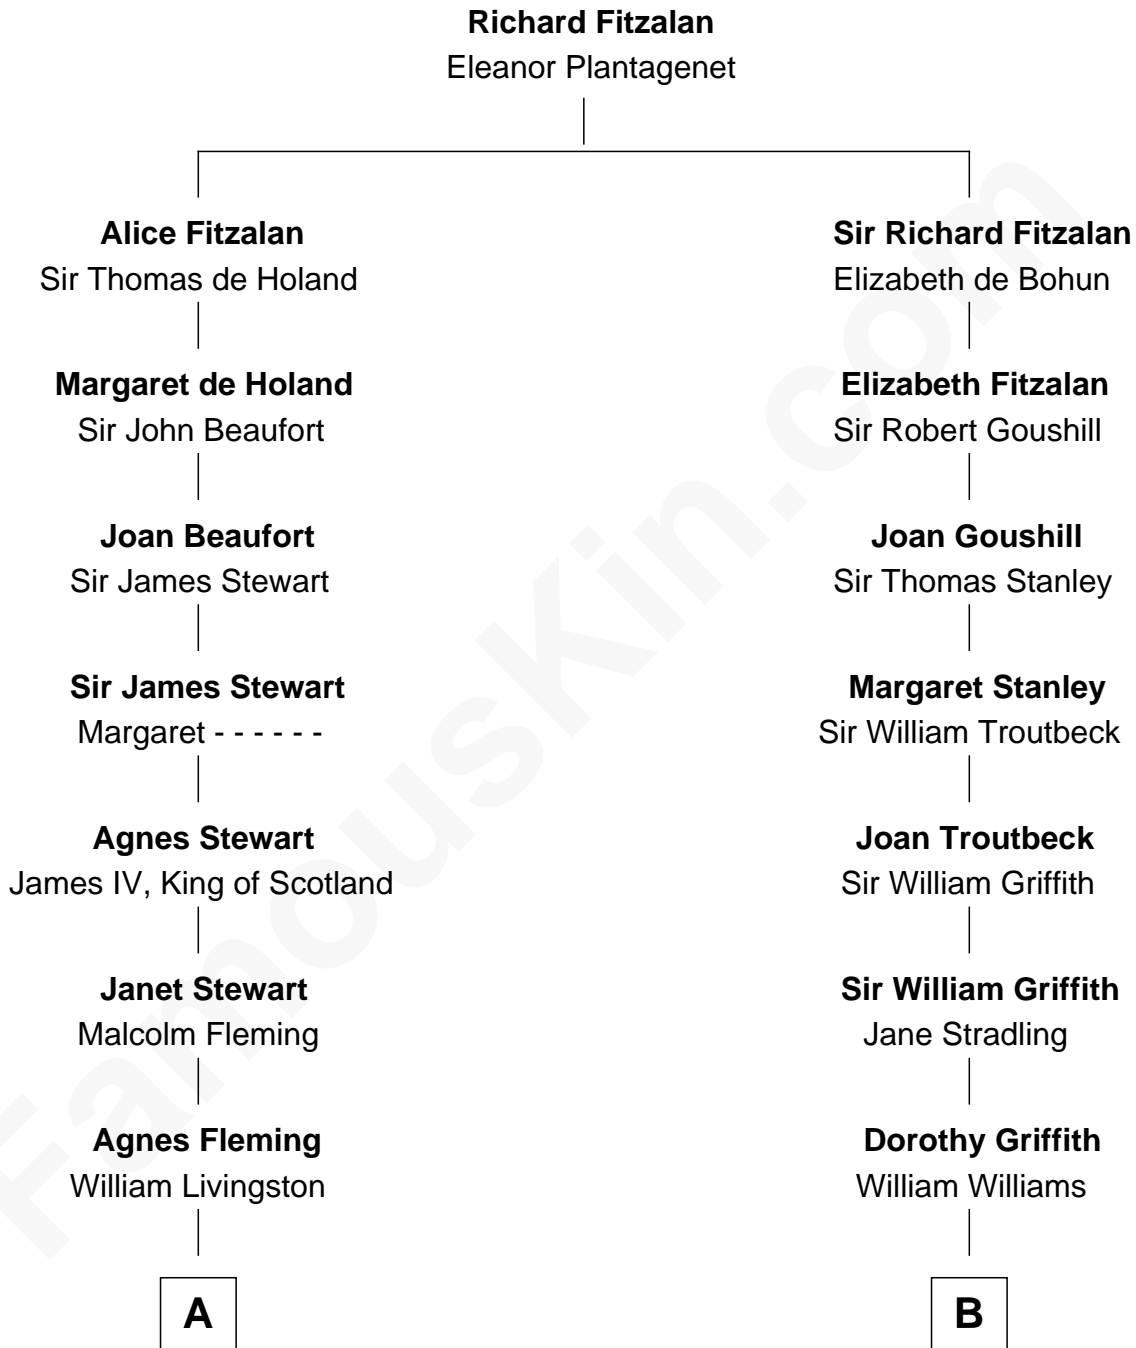 Richard Fitzalan
Eleanor Plantagenet
Alice Fitzalan
Sir Thomas de Holand
Margaret de Holand
Sir John Beaufort
Joan Beaufort
Sir James Stewart
Sir James Stewart
Margaret - - - - - -
Agnes Stewart
James IV, King of Scotland
Janet Stewart
Malcolm Fleming
Agnes Fleming
William Livingston
A
Sir Richard Fitzalan
Elizabeth de Bohun
Elizabeth Fitzalan
Sir Robert Goushill
Joan Goushill
Sir Thomas Stanley
Margaret Stanley
Sir William Troutbeck
Joan Troutbeck
Sir William Griffith
Sir William Griffith
Jane Stradling
Dorothy Griffith
William Williams
B
FamousKin.com